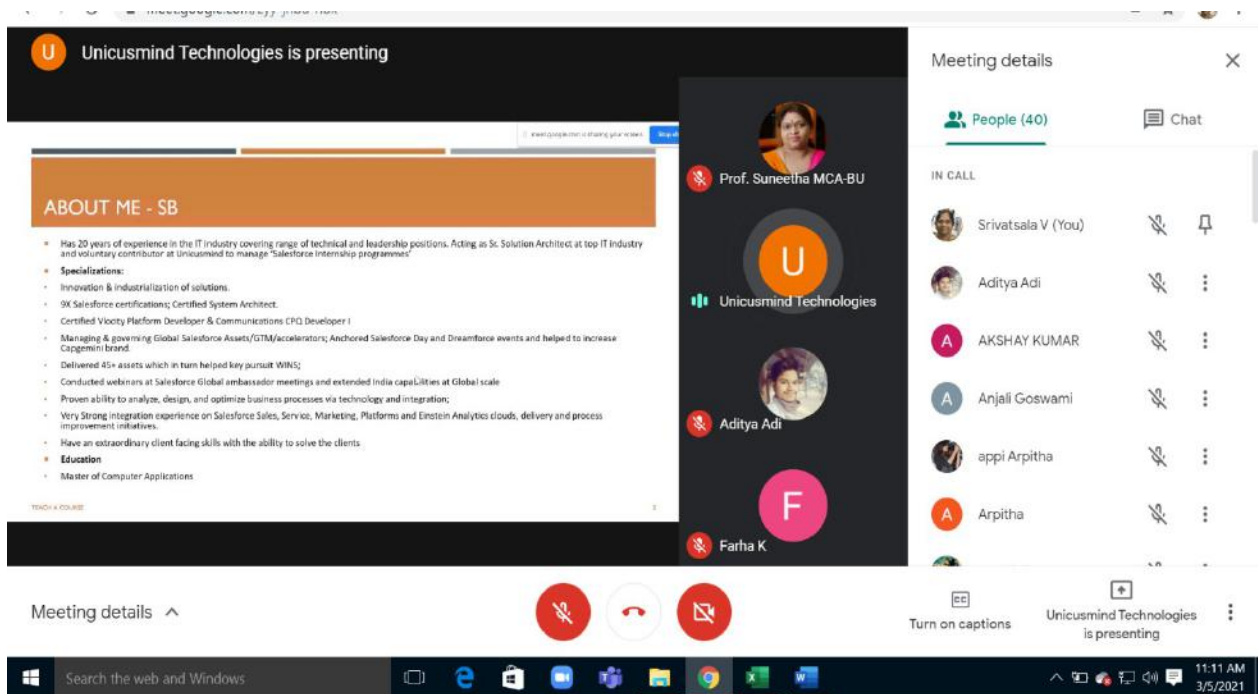 U
Unicusmind Technologies is presenting
meet.google.com is sharing your screen
ABOUT ME - SB
Has 20 years of experience in the IT industry covering range of technical and leadership positions. Acting as Sr. Solution Architect at top IT industry
and voluntary contributor at Unicusmind to manage 'Salesforce Internship programmes'
Specializations:
Innovation & industrialization of solutions.
9X Salesforce certifications; Certified System Architect.
Certified Vlocity Platform Developer & Communications CPQ Developer I
Managing & governing Global Salesforce Assets/GTM/accelerators; Anchored Salesforce Day and Dreamforce events and helped to increase
Capgemini brand.
Delivered 45+ assets which in turn helped key pursuit WINS;
Conducted webinars at Salesforce Global ambassador meetings and extended India capabilities at Global scale
Proven ability to analyze, design, and optimize business processes via technology and integration;
Very Strong integration experience on Salesforce Sales, Service, Marketing, Platforms and Einstein Analytics clouds, delivery and process
improvement initiatives.
Have an extraordinary client facing skills with the ability to solve the clients
Education
Master of Computer Applications
TEACH A COURSE
2
Prof. Suneetha MCA-BU
U
Unicusmind Technologies
Aditya Adi
F
Farha K
Meeting details
People (40)
Chat
IN CALL
Srivatsala V (You)
Aditya Adi
A
AKSHAY KUMAR
A
Anjali Goswami
appi Arpitha
A
Arpitha
Meeting details
CC
Turn on captions
Unicusmind Technologies
is presenting
Search the web and Windows
11:11 AM
3/5/2021